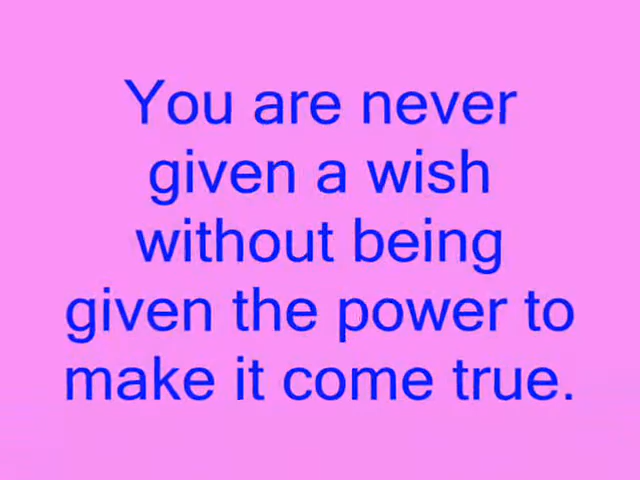 You are never
given a wish
without being
given the power to
make it come true.